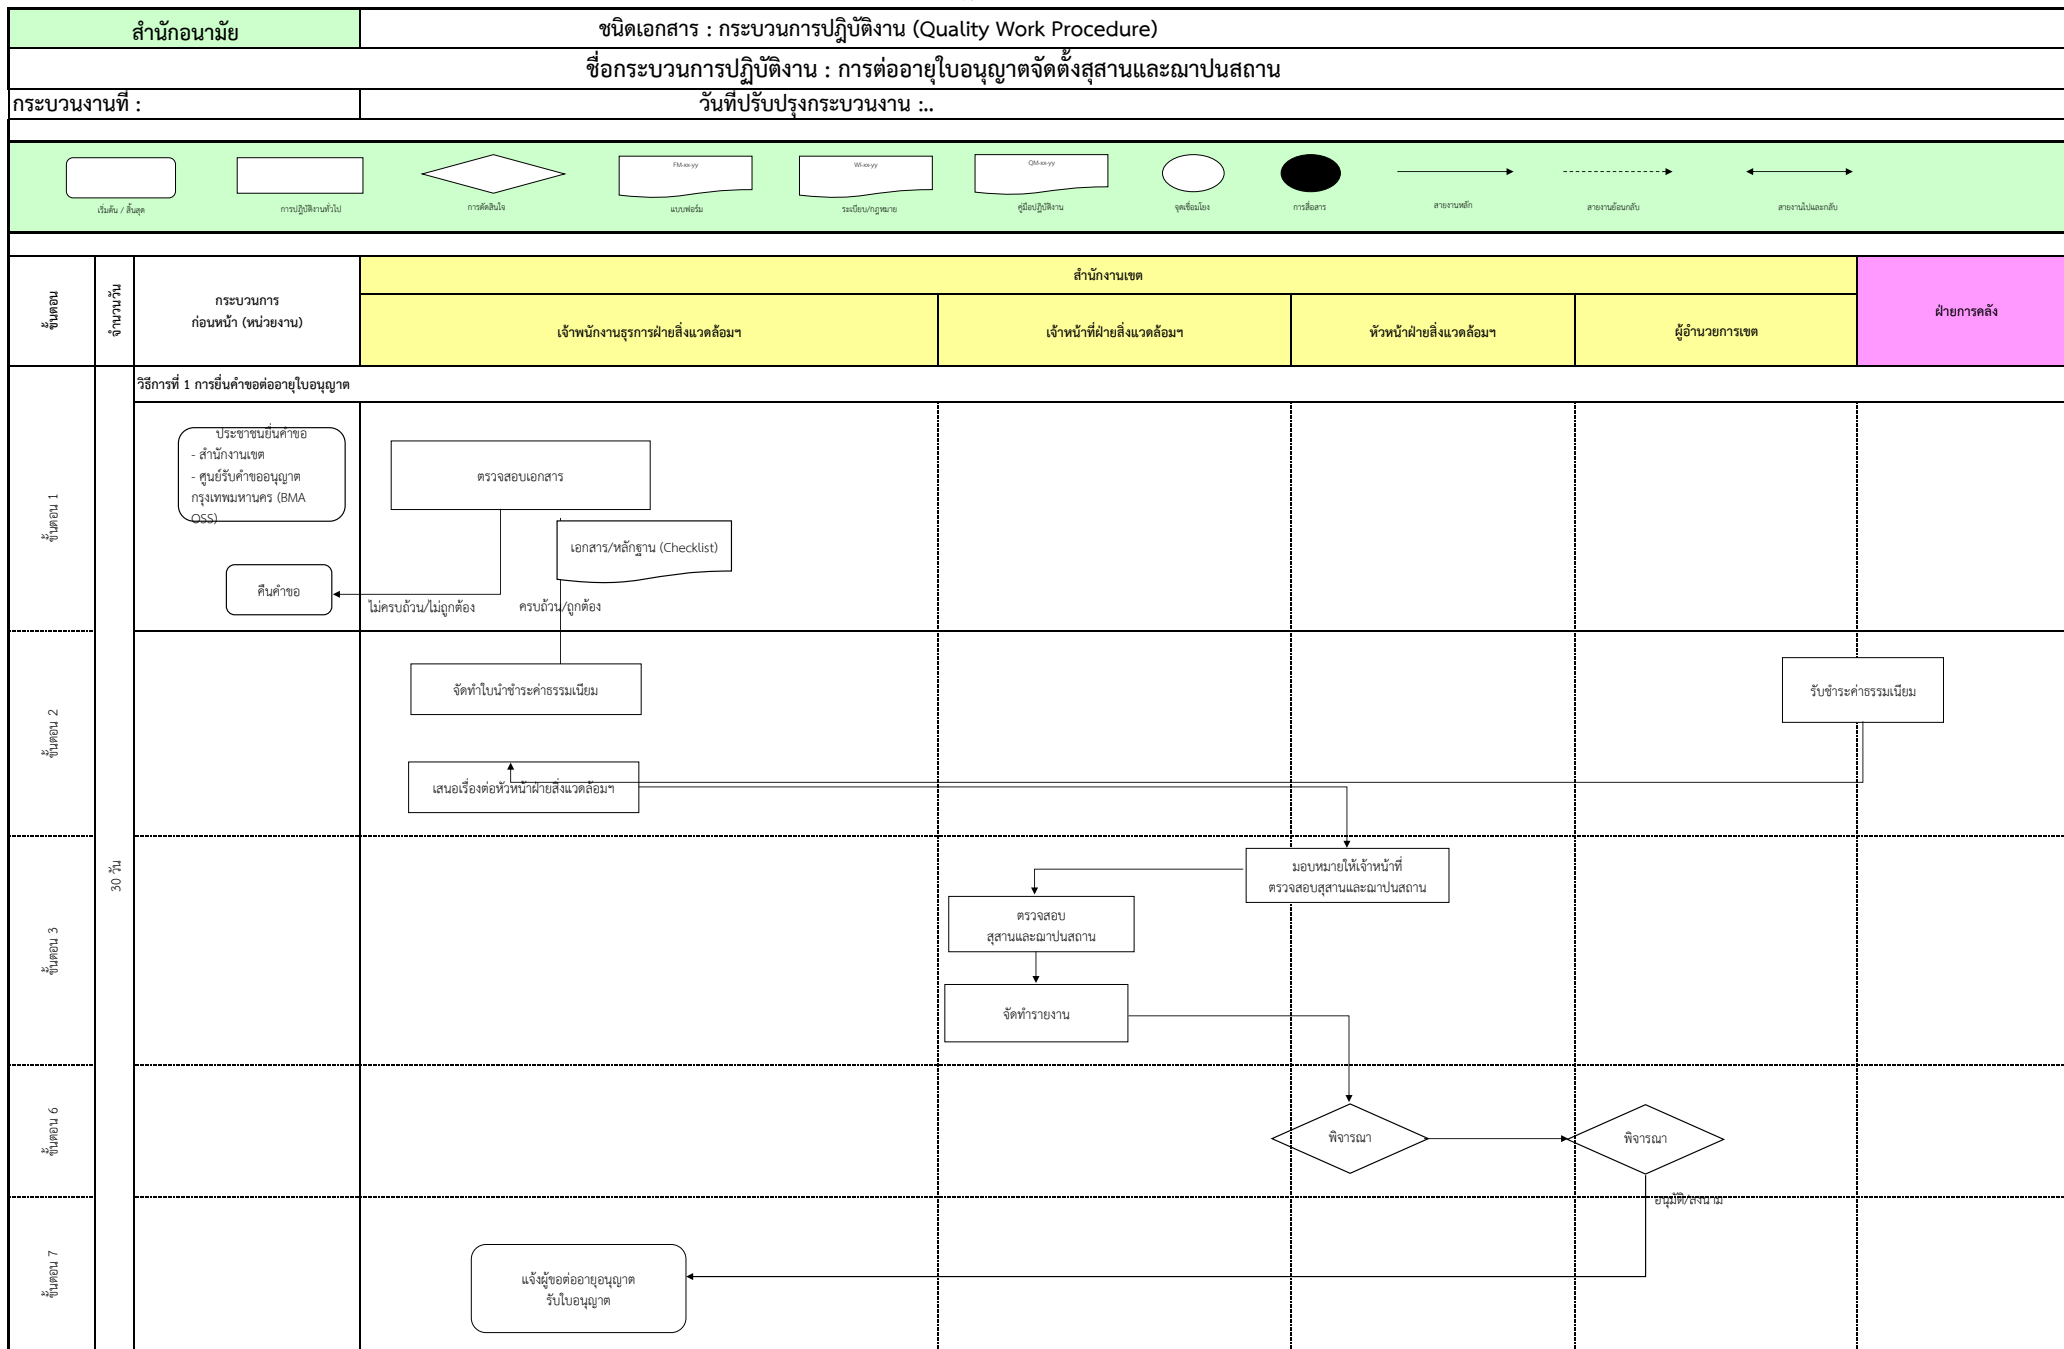 สำนักอนามัย
ชนิดเอกสาร : กระบวนการปฏิบัติงาน (Quality Work Procedure)
ชื่อกระบวนการปฏิบัติงาน : การต่ออายุใบอนุญาตจัดตั้งสุสานและฌาปนสถาน
กระบวนงานที่ :
วันที่ปรับปรุงกระบวนงาน :..
FM-xx-yy
WI-xx-yy
QM-xx-yy
เริ่มต้น / สิ้นสุด
การปฏิบัติงานทั่วไป
การตัดสินใจ
แบบฟอร์ม
ระเบียบ/กฎหมาย
คู่มือปฏิบัติงาน
จุดเชื่อมโยง
การสื่อสาร
สายงานหลัก
สายงานย้อนกลับ
สายงานไปและกลับ
ขั้นตอน
จำนวนวัน
กระบวนการ
ก่อนหน้า (หน่วยงาน)
สำนักงานเขต
เจ้าพนักงานธุรการฝ่ายสิ่งแวดล้อมฯ
เจ้าหน้าที่ฝ่ายสิ่งแวดล้อมฯ
หัวหน้าฝ่ายสิ่งแวดล้อมฯ
ผู้อำนวยการเขต
ฝ่ายการคลัง
วิธีการที่ 1 การยื่นคำขอต่ออายุใบอนุญาต
ขั้นตอน 1
ประชาชนยื่นคำขอ
- สำนักงานเขต
- ศูนย์รับคำขออนุญาต
กรุงเทพมหานคร (BMA
OSS)
ตรวจสอบเอกสาร
เอกสาร/หลักฐาน (Checklist)
คืนคำขอ
ไม่ครบถ้วน/ไม่ถูกต้อง
ครบถ้วน/ถูกต้อง
ขั้นตอน 2
จัดทำใบนำชำระค่าธรรมเนียม
รับชำระค่าธรรมเนียม
เสนอเรื่องต่อหัวหน้าฝ่ายสิ่งแวดล้อมฯ
30 วัน
ขั้นตอน 3
มอบหมายให้เจ้าหน้าที่
ตรวจสอบสุสานและฌาปนสถาน
ตรวจสอบ
สุสานและฌาปนสถาน
จัดทำรายงาน
ขั้นตอน 6
พิจารณา
พิจารณา
อนุมัติ/ลงนาม
ขั้นตอน 7
แจ้งผู้ขอต่ออายุอนุญาต
รับใบอนุญาต